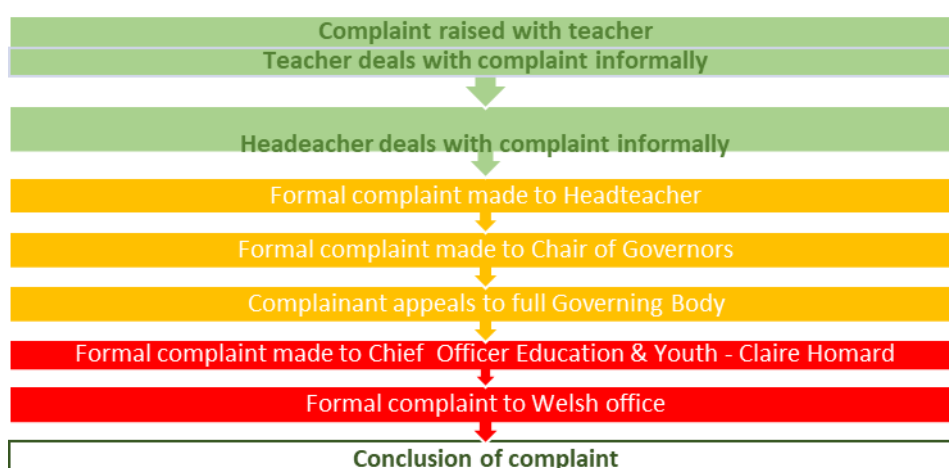 Complaint raised with teacher
Teacher deals with complaint informally
Headeacher deals with complaint informally
Formal complaint made to Headteacher
Formal complaint made to Chair of Governors
Complainant appeals to full Governing Body
Formal complaint made to Chief  Officer Education & Youth - Claire Homard
Formal complaint to Welsh office
Conclusion of complaint